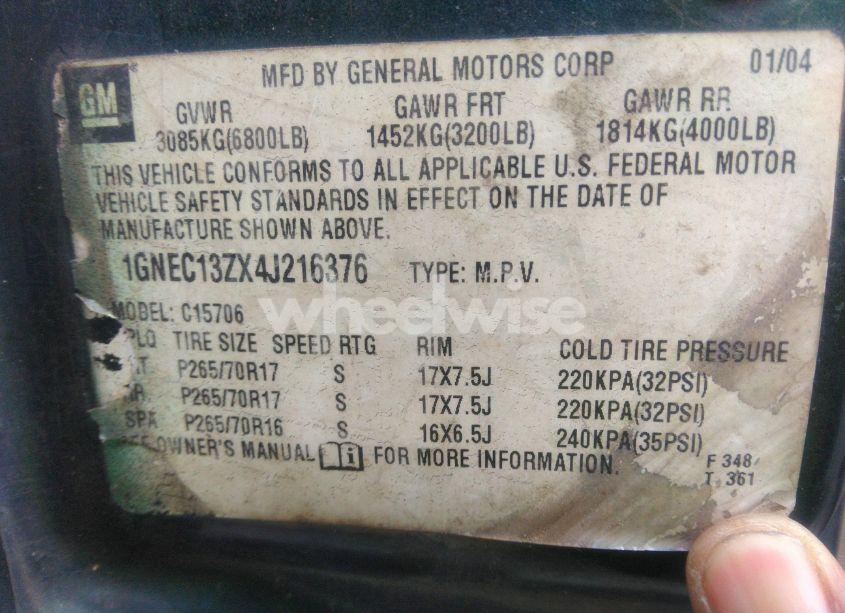 GM
MFD BY GENERAL MOTORS CORP 01/04
GVWR GAWR FRT GAWR RR
3085KG(6800LB) 1452KG(3200LB) 1814KG(4000LB)
THIS VEHICLE CONFORMS TO ALL APPLICABLE U.S. FEDERAL MOTOR
VEHICLE SAFETY STANDARDS IN EFFECT ON THE DATE OF
MANUFACTURE SHOWN ABOVE.
1GNEC13ZX4J216376 TYPE: M.P.V.
wheelwise
MODEL: C15706
TIRE SIZE SPEED RTG RIM COLD TIRE PRESSURE
P265/70R17 S 17X7.5J 220KPA(32PSI)
P265/70R17 S 17X7.5J 220KPA(32PSI)
SPA P265/70R16 S 16X6.5J 240KPA(35PSI)
OWNER'S MANUAL FOR MORE INFORMATION.
F 348
T 361